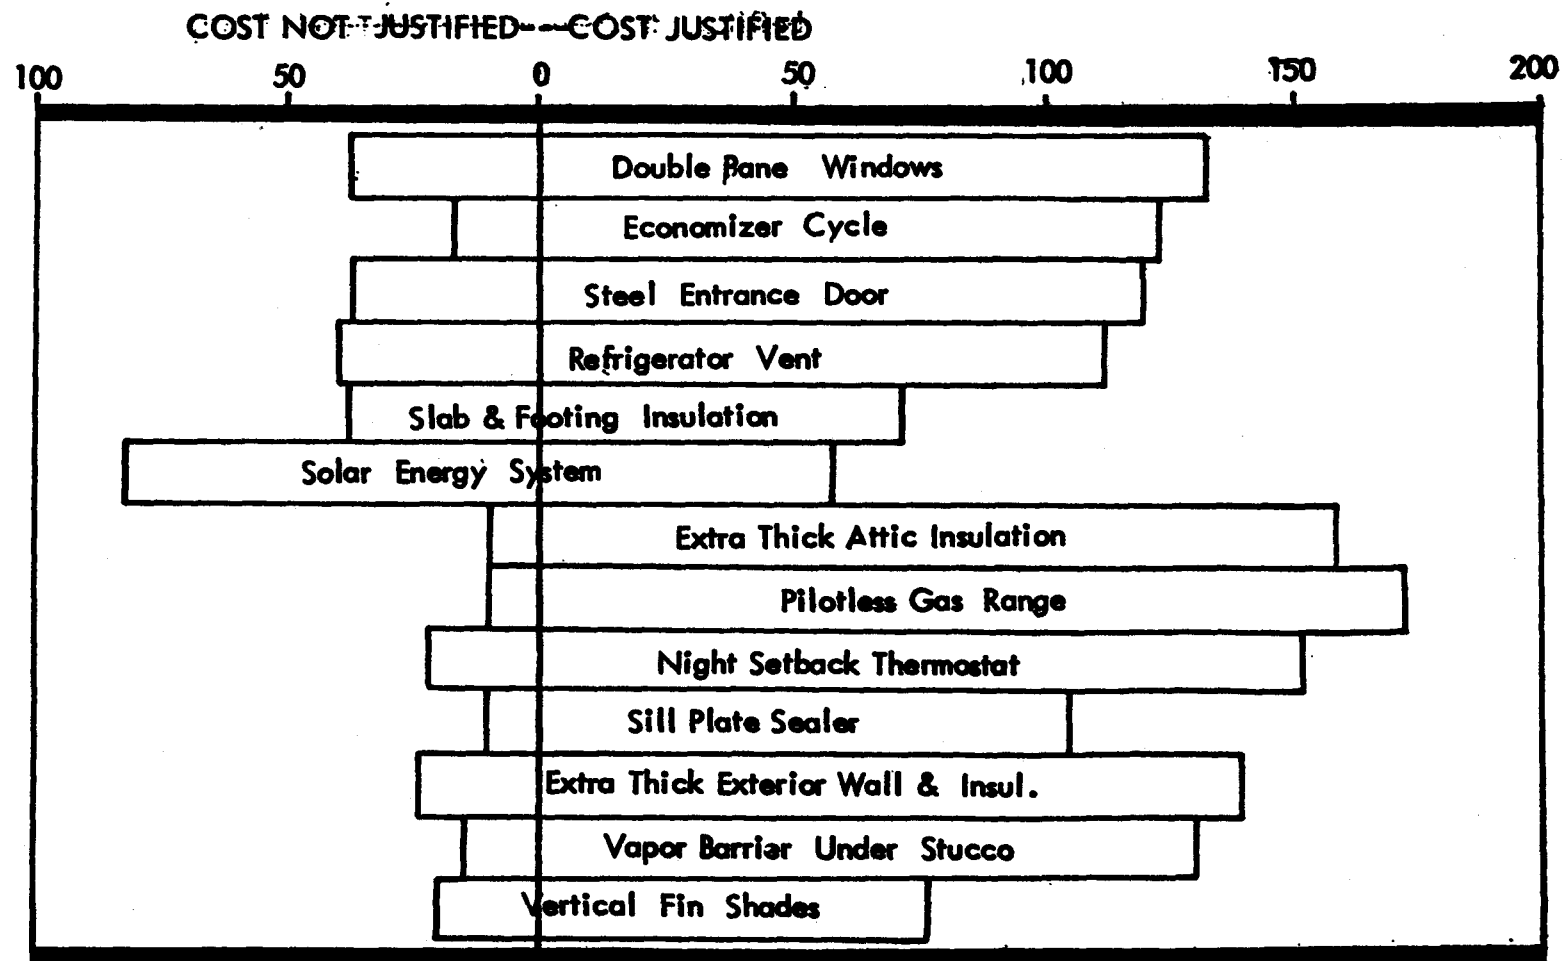 COST NOT JUSTIFIED---COST JUSTIFIED
100 50 0 50 100 150 200
Double Pane Windows
Economizer Cycle
Steel Entrance Door
Refrigerator Vent
Slab & Footing Insulation
Solar Energy System
Extra Thick Attic Insulation
Pilotless Gas Range
Night Setback Thermostat
Sill Plate Sealer
Extra Thick Exterior Wall & Insul.
Vapor Barrier Under Stucco
Vertical Fin Shades